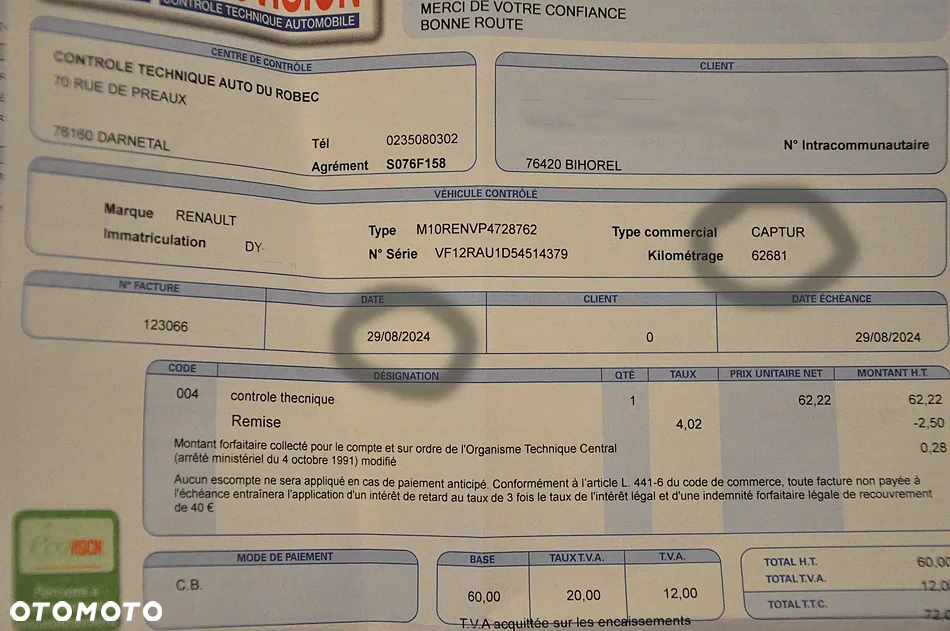 VISION
CONTROLE TECHNIQUE AUTOMOBILE
MERCI DE VOTRE CONFIANCE
BONNE ROUTE
CENTRE DE CONTRÔLE
CONTROLE TECHNIQUE AUTO DU ROBEC
70 RUE DE PREAUX
76160 DARNETAL
Tél 0235080302
Agrément S076F158
CLIENT
N° Intracommunautaire
76420 BIHOREL
VÉHICULE CONTRÔLÉ
Marque RENAULT
Immatriculation DY-
Type M10RENVP4728762
N° Série VF12RAU1D54514379
Type commercial CAPTUR
Kilométrage 62681
N° FACTURE DATE CLIENT DATE ÉCHÉANCE
123066 29/08/2024 0 29/08/2024
CODE DÉSIGNATION QTÉ TAUX PRIX UNITAIRE NET MONTANT H.T.
004 controle thecnique 1 62,22 62,22
Remise 4,02 -2,50
Montant forfaitaire collecté pour le compte et sur ordre de l'Organisme Technique Central 0,28
(arrêté ministériel du 4 octobre 1991) modifié
Aucun escompte ne sera appliqué en cas de paiement anticipé. Conformément à l'article L. 441-6 du code de commerce, toute facture non payée à
l'échéance entraînera l'application d'un intérêt de retard au taux de 3 fois le taux de l'intérêt légal et d'une indemnité forfaitaire légale de recouvrement
de 40 €
ÉCOVISION
MODE DE PAIEMENT
C.B.
BASE TAUX T.V.A. T.V.A.
60,00 20,00 12,00
T.V.A acquittée sur les encaissements
TOTAL H.T. 60,00
TOTAL T.V.A. 12,0
TOTAL T.T.C. 72,0
OTOMOTO